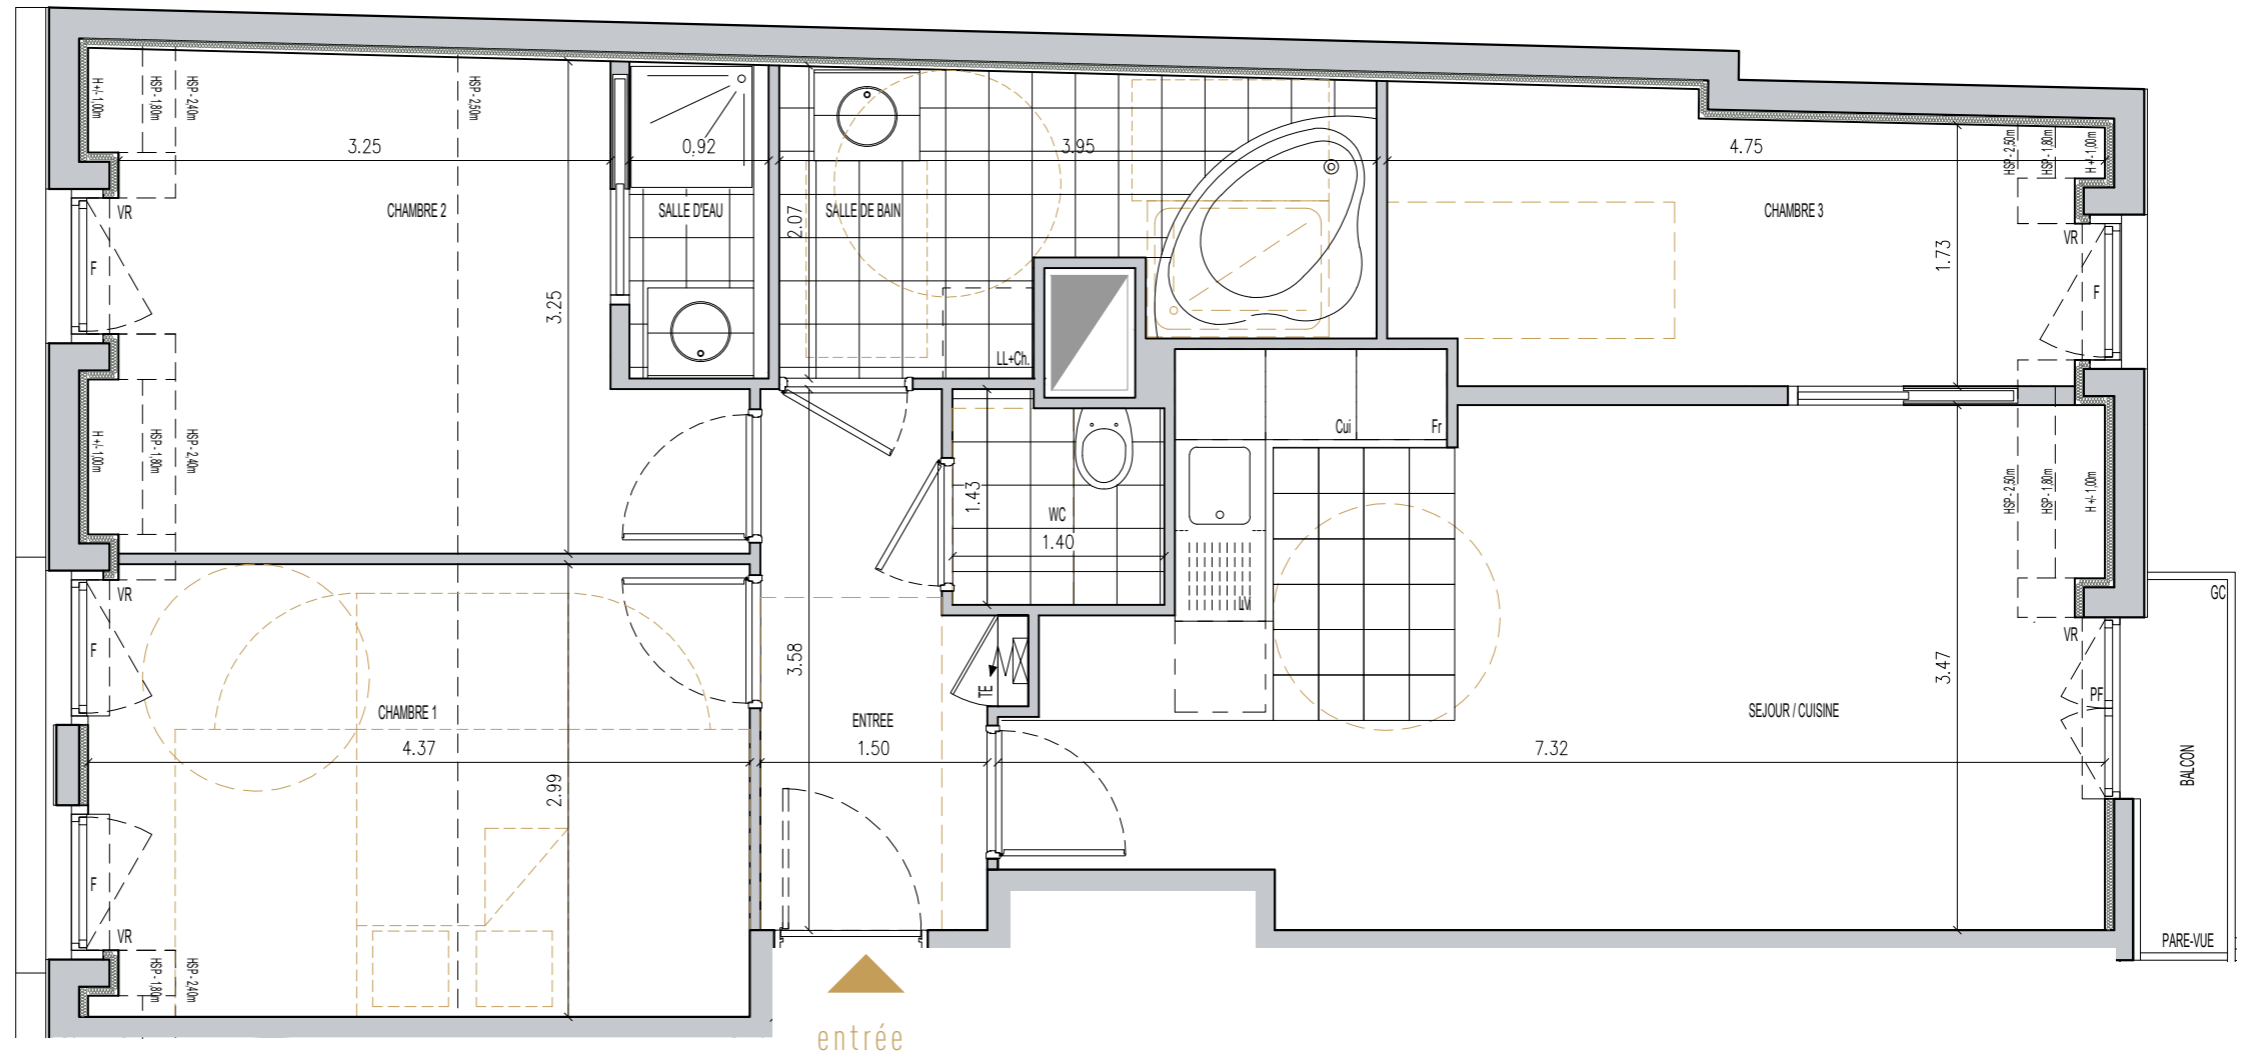 H +/- 1,00m
HSP - 1,80m
HSP - 2,40m
HSP - 2,50m
3.25
0,92
3.95
4.75
HSP - 2,50m
HSP - 1,80m
H +/- 1,00m
VR
CHAMBRE 2
SALLE D'EAU
2.07
SALLE DE BAIN
CHAMBRE 3
1.73
VR
F
3.25
F
LL+Ch.
H +/- 1,00m
HSP - 1,80m
HSP - 2,40m
Cui
Fr
1.43
WC
1.40
HSP - 2,50m
HSP - 1,80m
H +/- 1,00m
VR
LV
GC
F
3.58
VR
3.47
TE
PF
CHAMBRE 1
ENTREE
SEJOUR / CUISINE
4.37
1.50
7.32
2.99
BALCON
F
VR
PARE-VUE
HSP - 1,80m
HSP - 2,40m
entrée